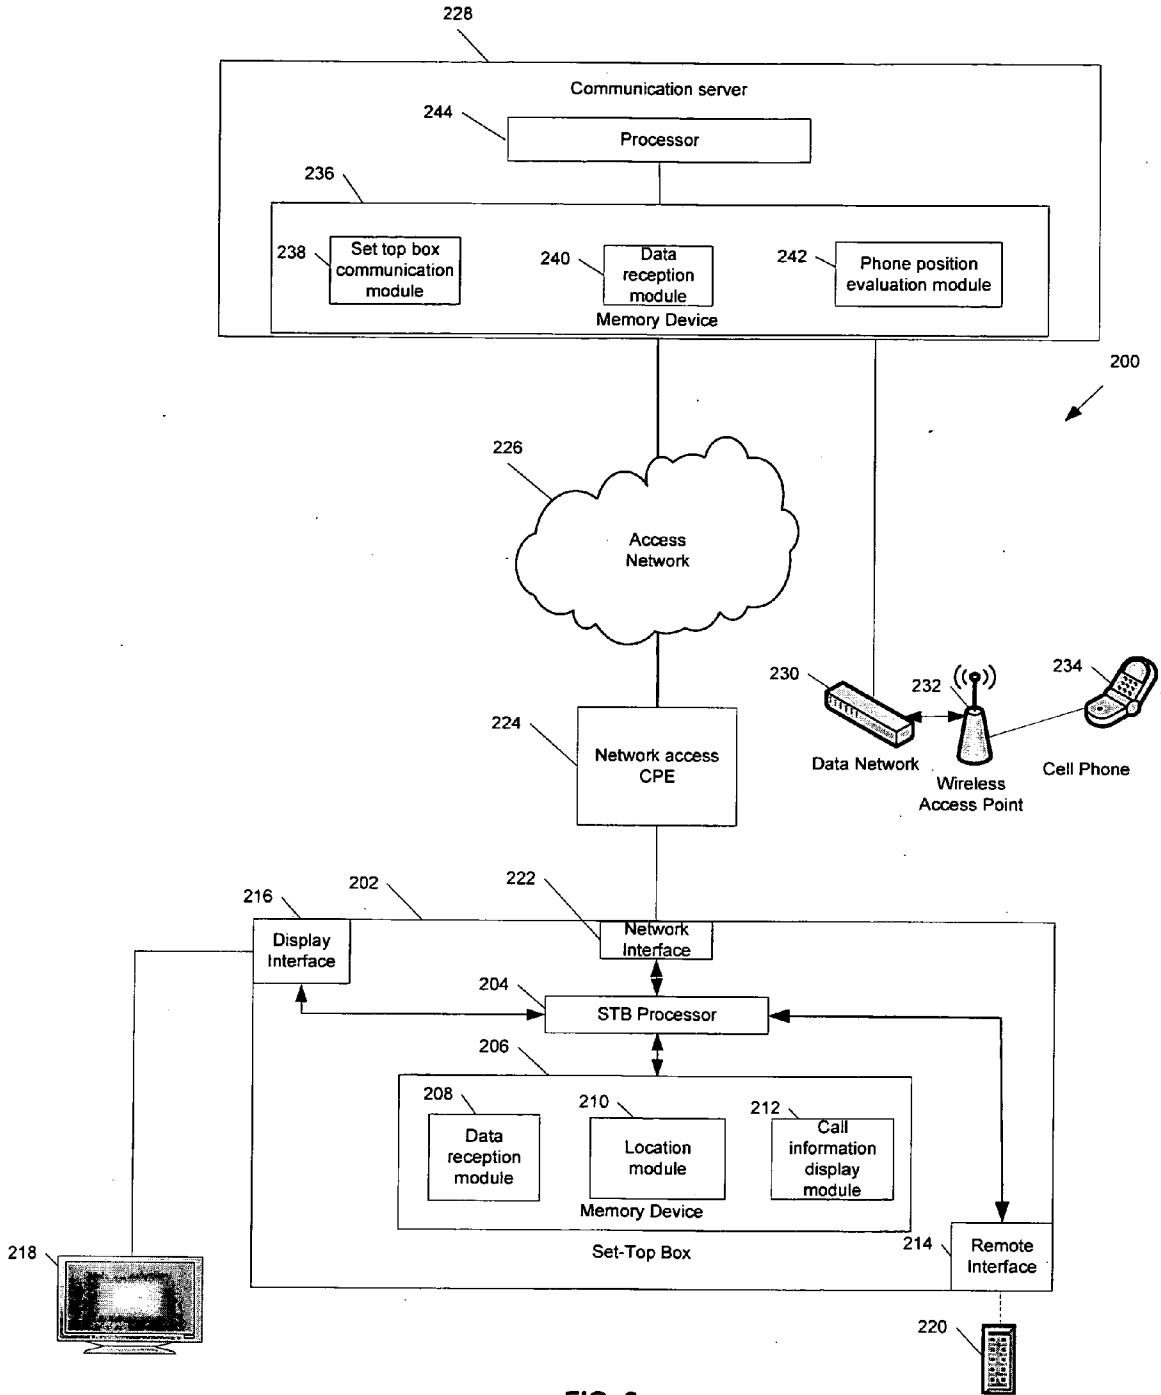 228
Communication server
244
Processor
236
238
Set top box
communication
module
240
Data
reception
module
242
Phone position
evaluation module
Memory Device
200
226
Access
Network
230
232
234
Data Network
Wireless
Access Point
Cell Phone
224
Network access
CPE
216
202
222
Display
Interface
Network
Interface
204
STB Processor
206
208
Data
reception
module
210
Location
module
212
Call
information
display
module
Memory Device
Set-Top Box
214
Remote
Interface
218
220